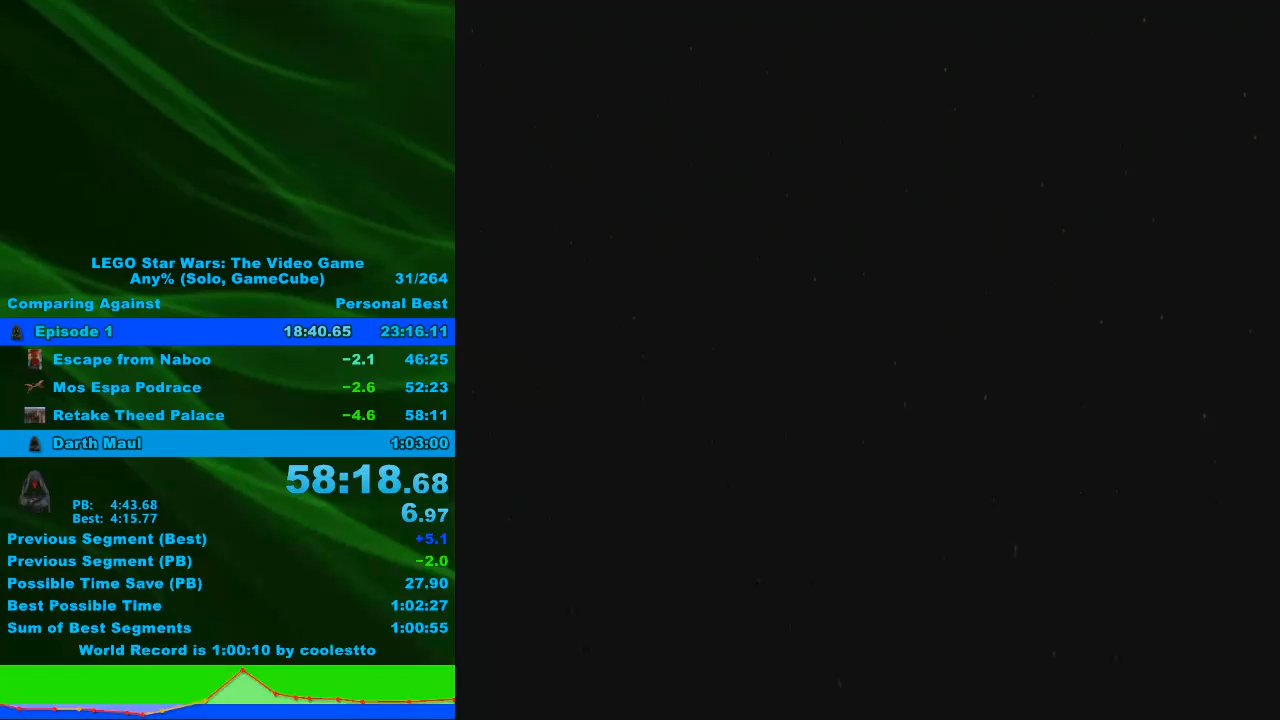 LEGO Star Wars: The Video Game
Any% (Solo, GameCube) 31/264
Comparing Against Personal Best
Episode 1 18:40.65 23:16.11
Escape from Naboo −2.1 46:25
Mos Espa Podrace −2.6 52:23
Retake Theed Palace −4.6 58:11
Darth Maul 1:03:00
58:18.68
PB: 4:43.68
6.97
Best: 4:15.77
Previous Segment (Best) +5.1
Previous Segment (PB) −2.0
Possible Time Save (PB) 27.90
Best Possible Time 1:02:27
Sum of Best Segments 1:00:55
World Record is 1:00:10 by coolestto